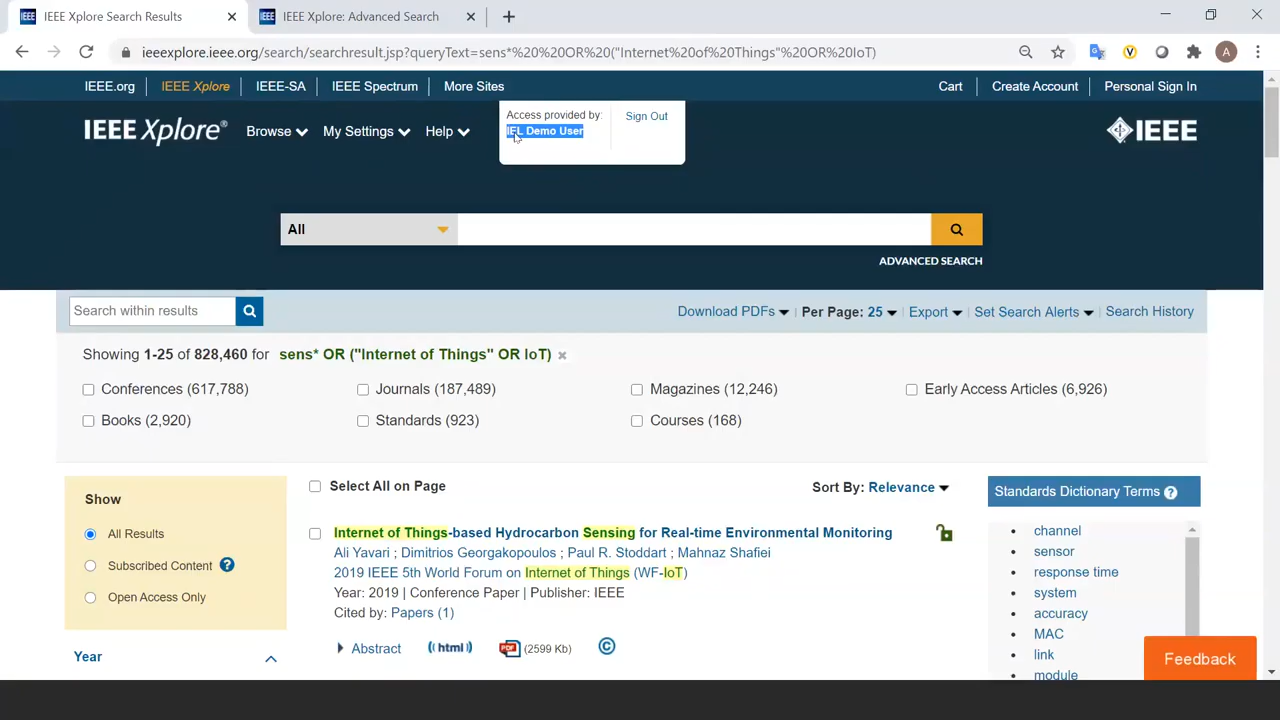 IEEE Xplore Search Results
IEEE Xplore: Advanced Search
ieeexplore.ieee.org/search/searchresult.jsp?queryText=sens*%20%20OR%20("Internet%20of%20Things"%20OR%20IoT)
A
IEEE.org
IEEE Xplore
IEEE-SA
IEEE Spectrum
More Sites
Cart
Create Account
Personal Sign In
IEEE Xplore®
Browse
My Settings
Help
Access provided by:
IEL Demo User
Sign Out
IEEE
All
ADVANCED SEARCH
Search within results
Download PDFs
Per Page: 25
Export
Set Search Alerts
Search History
Showing 1-25 of 828,460 for sens* OR ("Internet of Things" OR IoT)
Conferences (617,788)
Journals (187,489)
Magazines (12,246)
Early Access Articles (6,926)
Books (2,920)
Standards (923)
Courses (168)
Show
All Results
Subscribed Content
Open Access Only
Year
Select All on Page
Sort By: Relevance
Internet of Things-based Hydrocarbon Sensing for Real-time Environmental Monitoring
Ali Yavari ; Dimitrios Georgakopoulos ; Paul R. Stoddart ; Mahnaz Shafiei
2019 IEEE 5th World Forum on Internet of Things (WF-IoT)
Year: 2019 | Conference Paper | Publisher: IEEE
Cited by: Papers (1)
Abstract
((html))
PDF (2599 Kb)
©
Standards Dictionary Terms ?
channel
sensor
response time
system
accuracy
MAC
link
module
Feedback